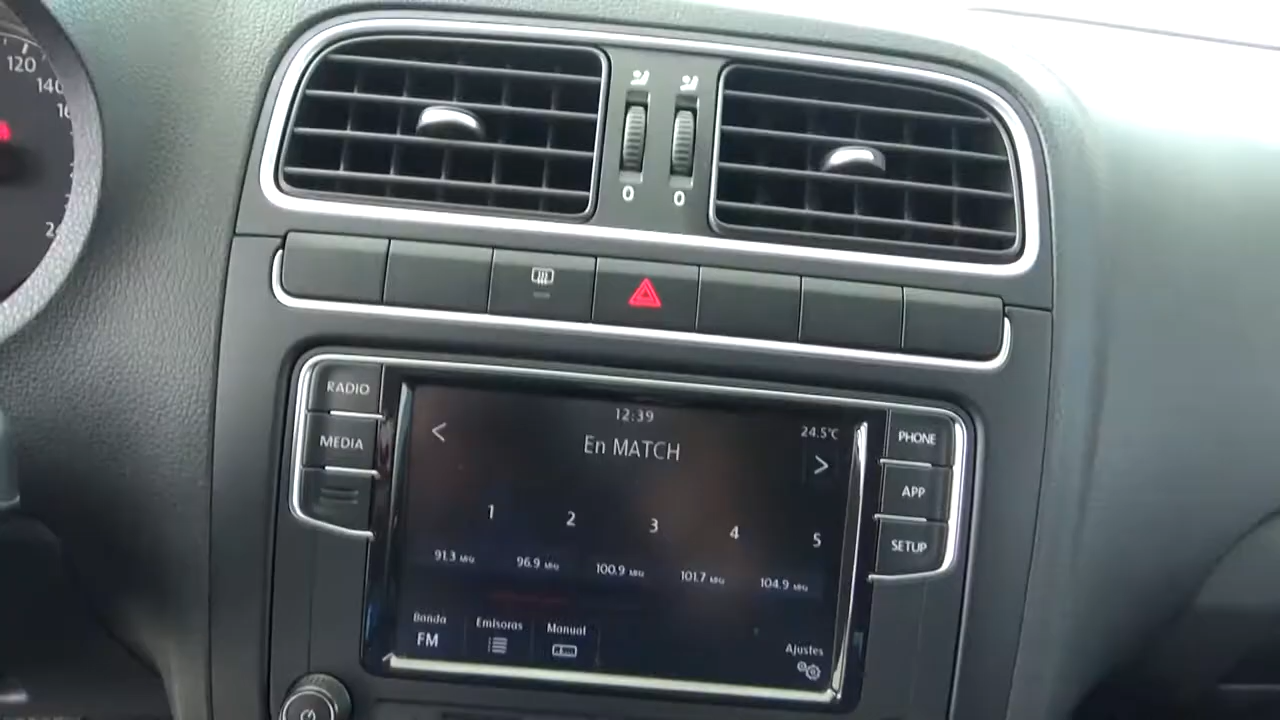 120
140
0 0
RADIO
MEDIA
12:39
24.5°C
En MATCH
< >
PHONE
APP
SETUP
1 2 3 4 5
91.3 MHz 96.9 MHz 100.9 MHz 101.7 MHz 104.9 MHz
Banda Emisoras Manual
FM
Ajustes